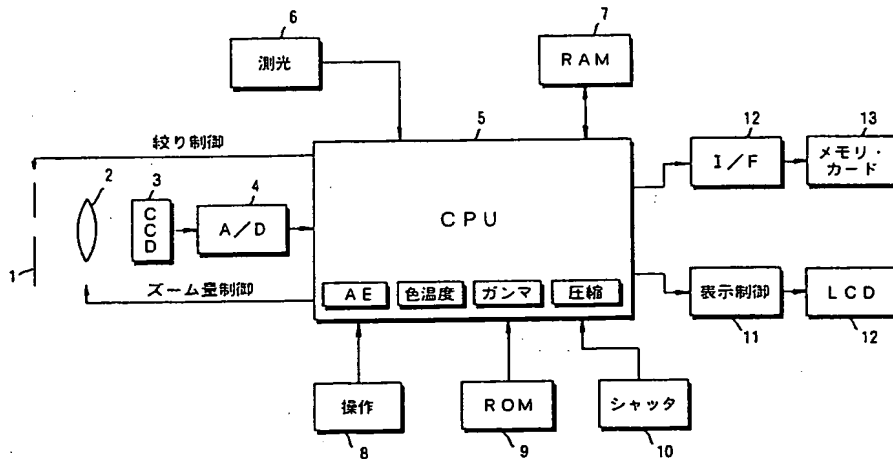 6
測光
7
RAM
絞り制御
5
12
I/F
13
メモリ・
カード
2
3
CCD
4
A/D
CPU
1
ズーム量制御
AE
色温度
ガンマ
圧縮
表示制御
11
LCD
12
操作
8
ROM
9
シャッタ
10